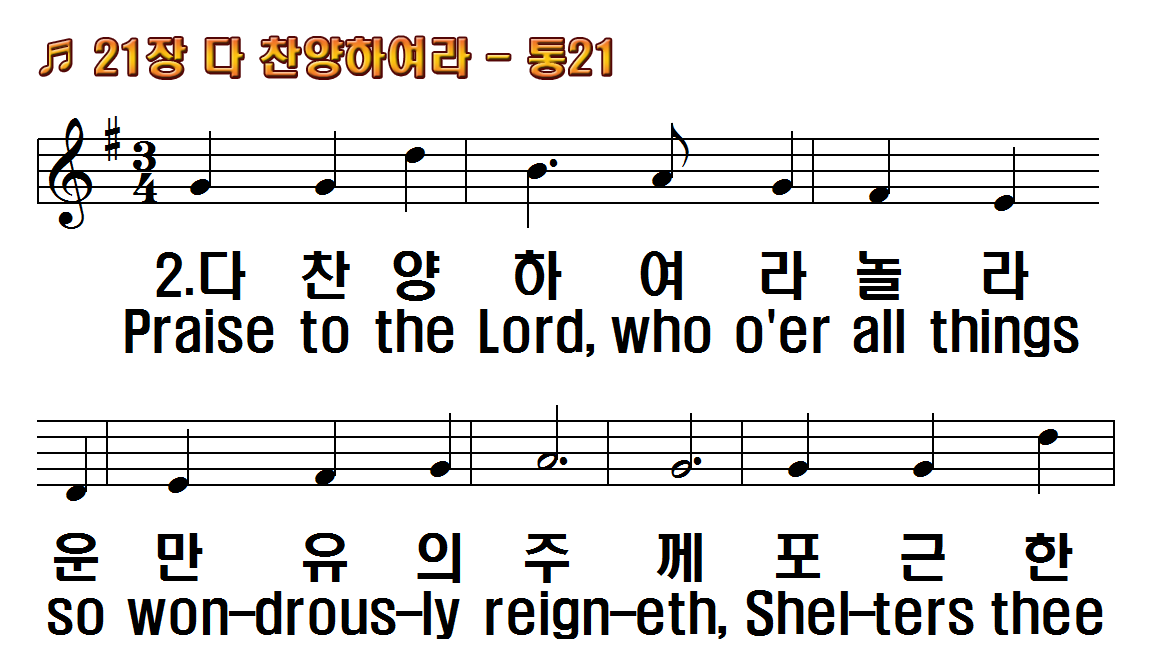 ♬ 21장 다 찬양하여라 - 통21
3
4
2.다 찬 양 하 여 라 놀 라
Praise to the Lord, who o'er all things
운 만 유 의 주 께 포 근 한
so won-drous-ly reign-eth, Shel-ters thee